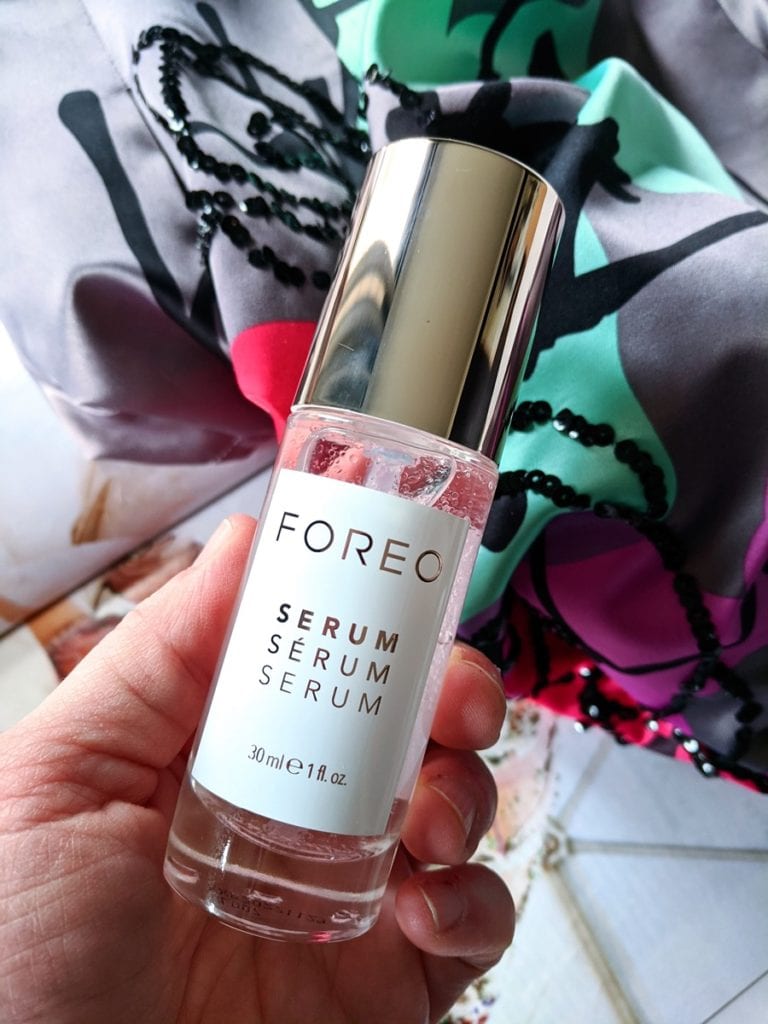 FOREO
SERUM
SÉRUM
SERUM
30 ml ℮ 1 fl. oz.